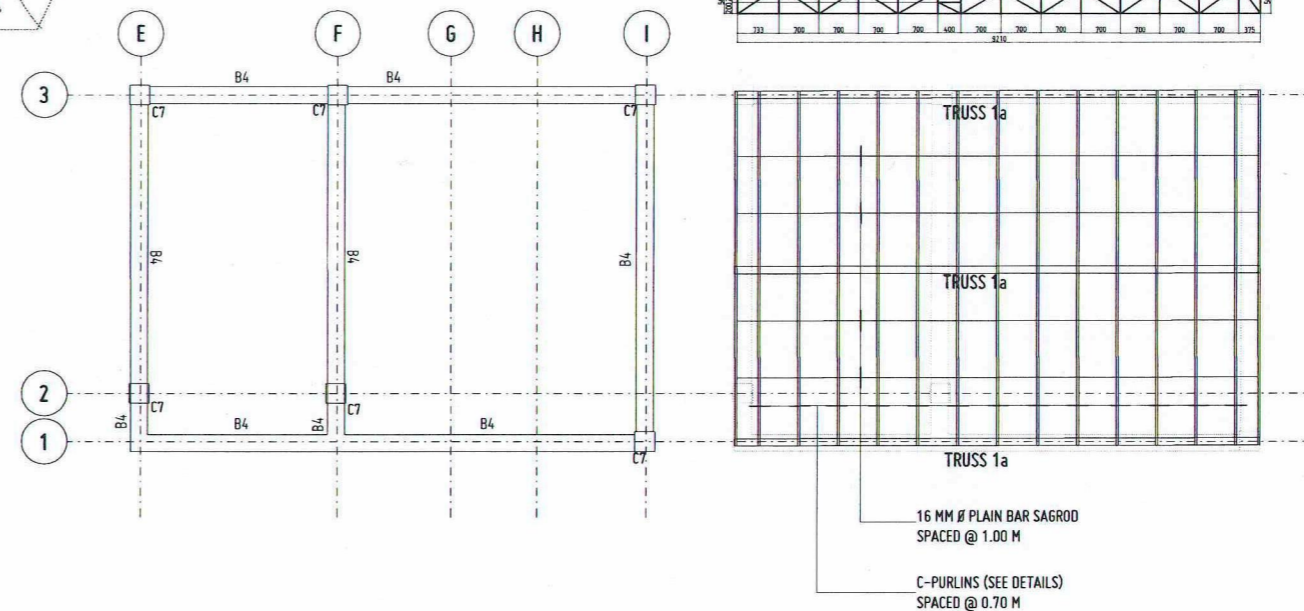 E F G H I
733 700 700 700 700 400 700 700 700 700 700 700 700 375
9210
3
B4 B4
C7 C7 C7
TRUSS 1a
B4 B4 B4
TRUSS 1a
2
C7 C7
B4 B4 B4 B4
1
C7
TRUSS 1a
16 MM Ø PLAIN BAR SAGROD
SPACED @ 1.00 M
C-PURLINS (SEE DETAILS)
SPACED @ 0.70 M